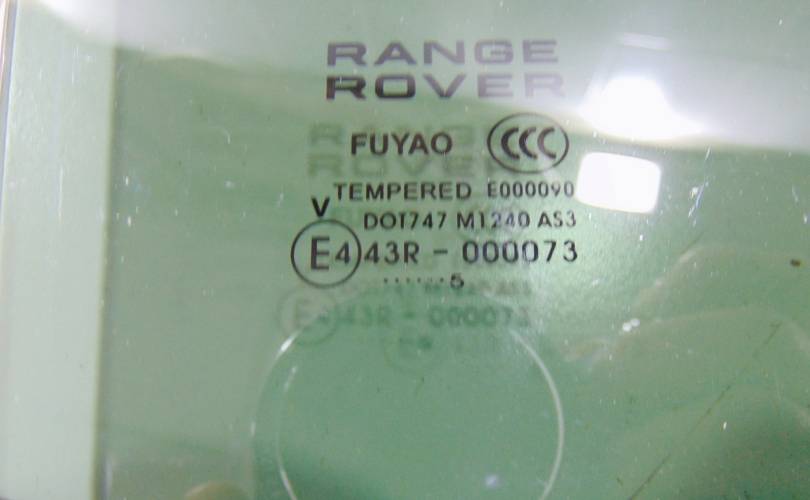 RANGE
ROVER
FUYAO CCC
TEMPERED E000090
V
DOT747 M1240 AS3
E4 43R - 000073
······5